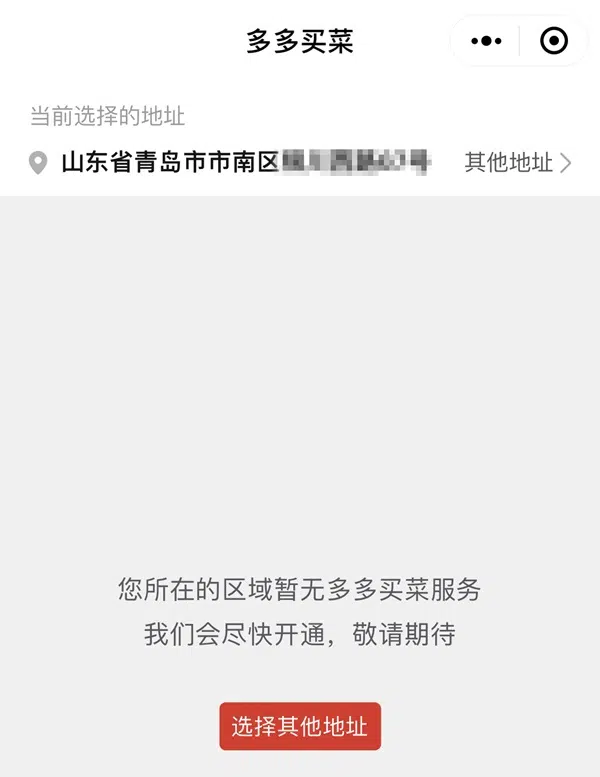 多多买菜
当前选择的地址
山东省青岛市市南区
其他地址
您所在的区域暂无多多买菜服务
我们会尽快开通，敬请期待
选择其他地址